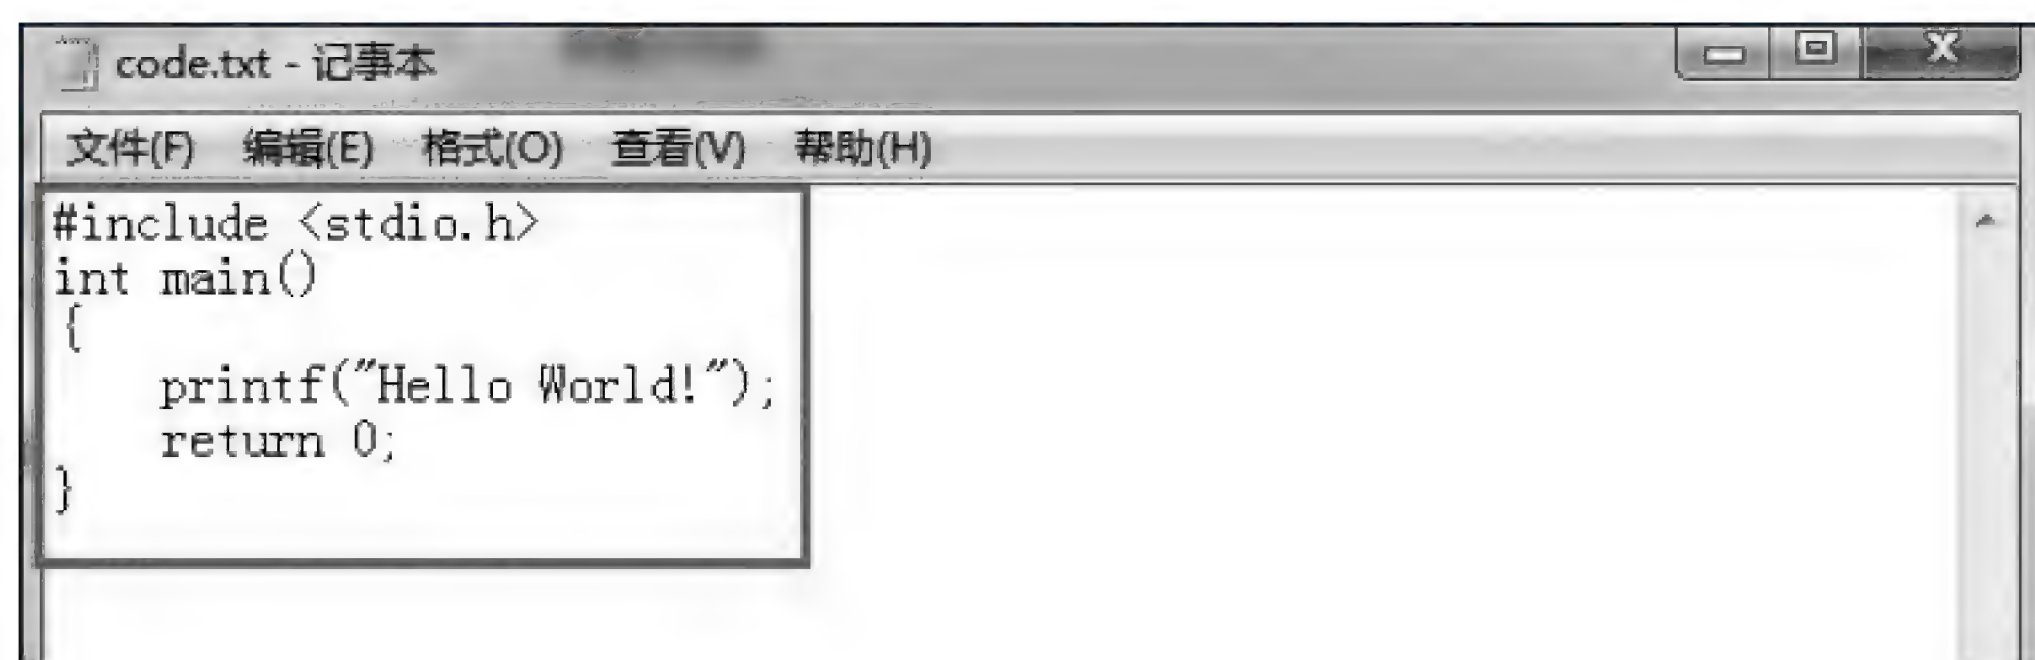 code.txt - 记事本
文件(F) 编辑(E) 格式(O) 查看(V) 帮助(H)
#include <stdio.h>
int main()
{
    printf("Hello World!");
    return 0;
}